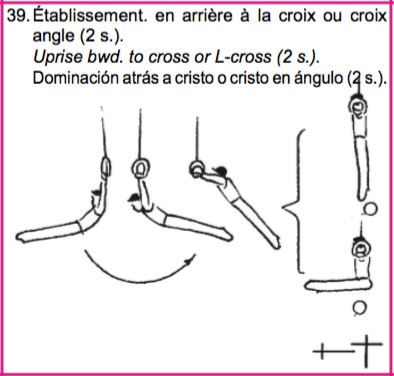 39. Établissement. en arrière à la croix ou croix
angle (2 s.).
Uprise bwd. to cross or L-cross (2 s.).
Dominación atrás a cristo o cristo en ángulo (2 s.).